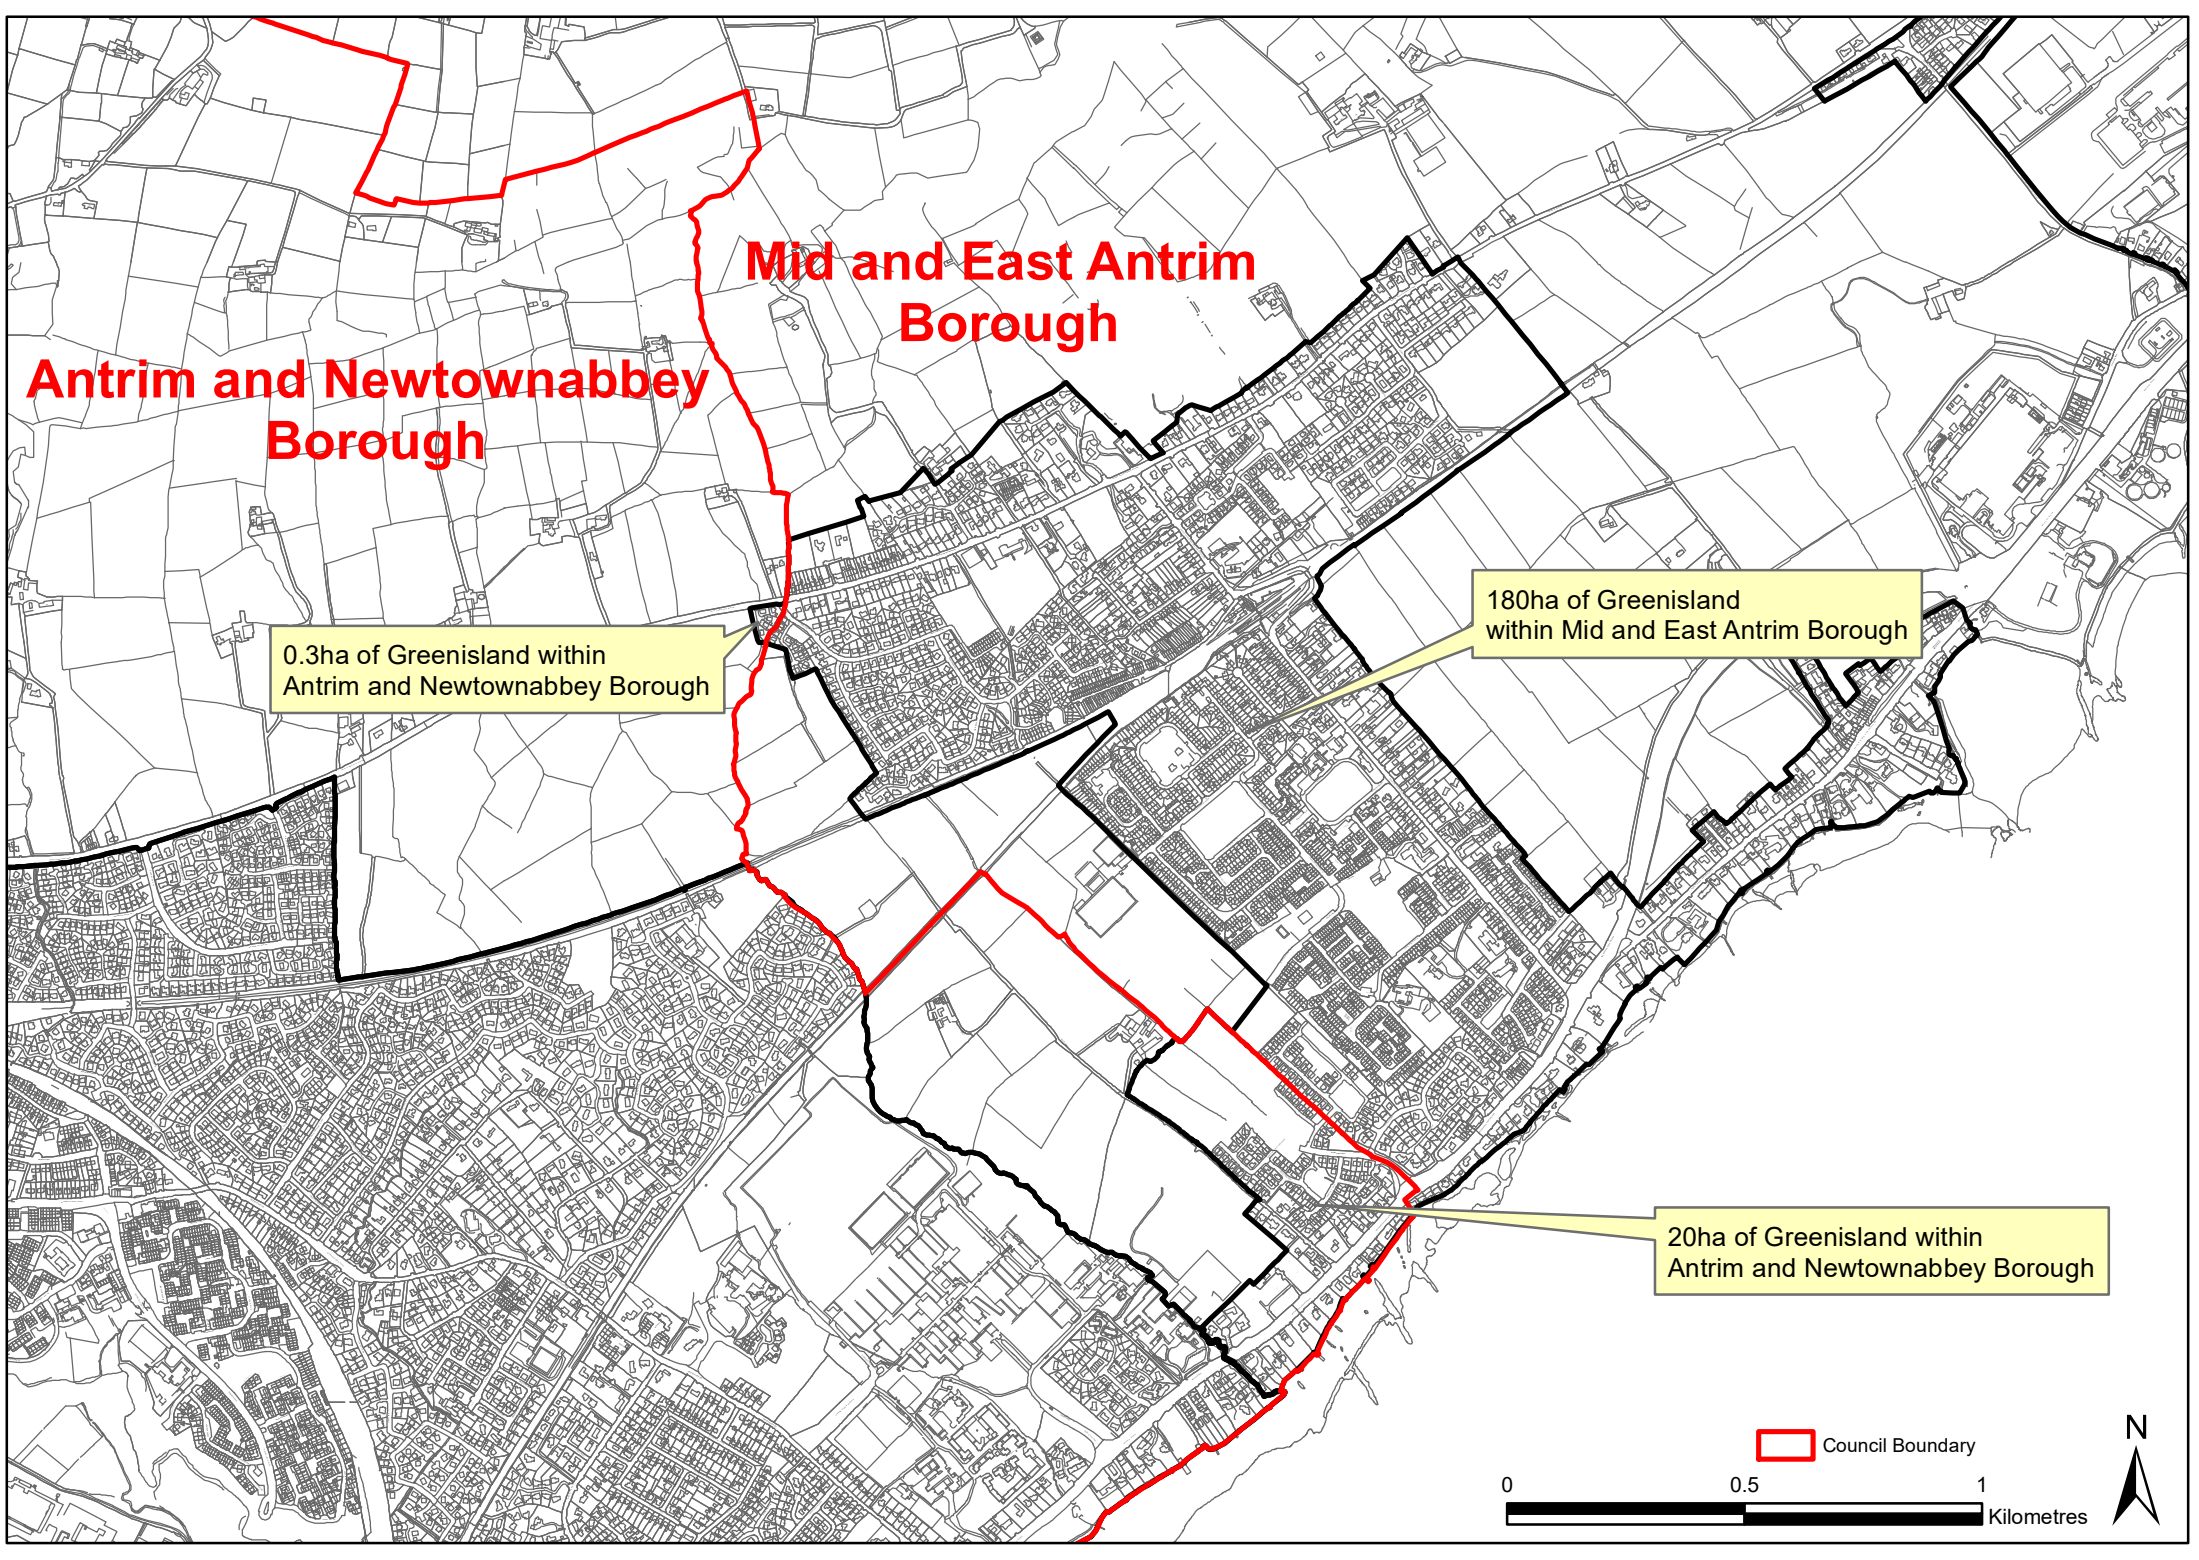 Mid and East Antrim
Borough
Antrim and Newtownabbey
Borough
180ha of Greenisland
within Mid and East Antrim Borough
0.3ha of Greenisland within
Antrim and Newtownabbey Borough
20ha of Greenisland within
Antrim and Newtownabbey Borough
N
Council Boundary
0 0.5 1
Kilometres